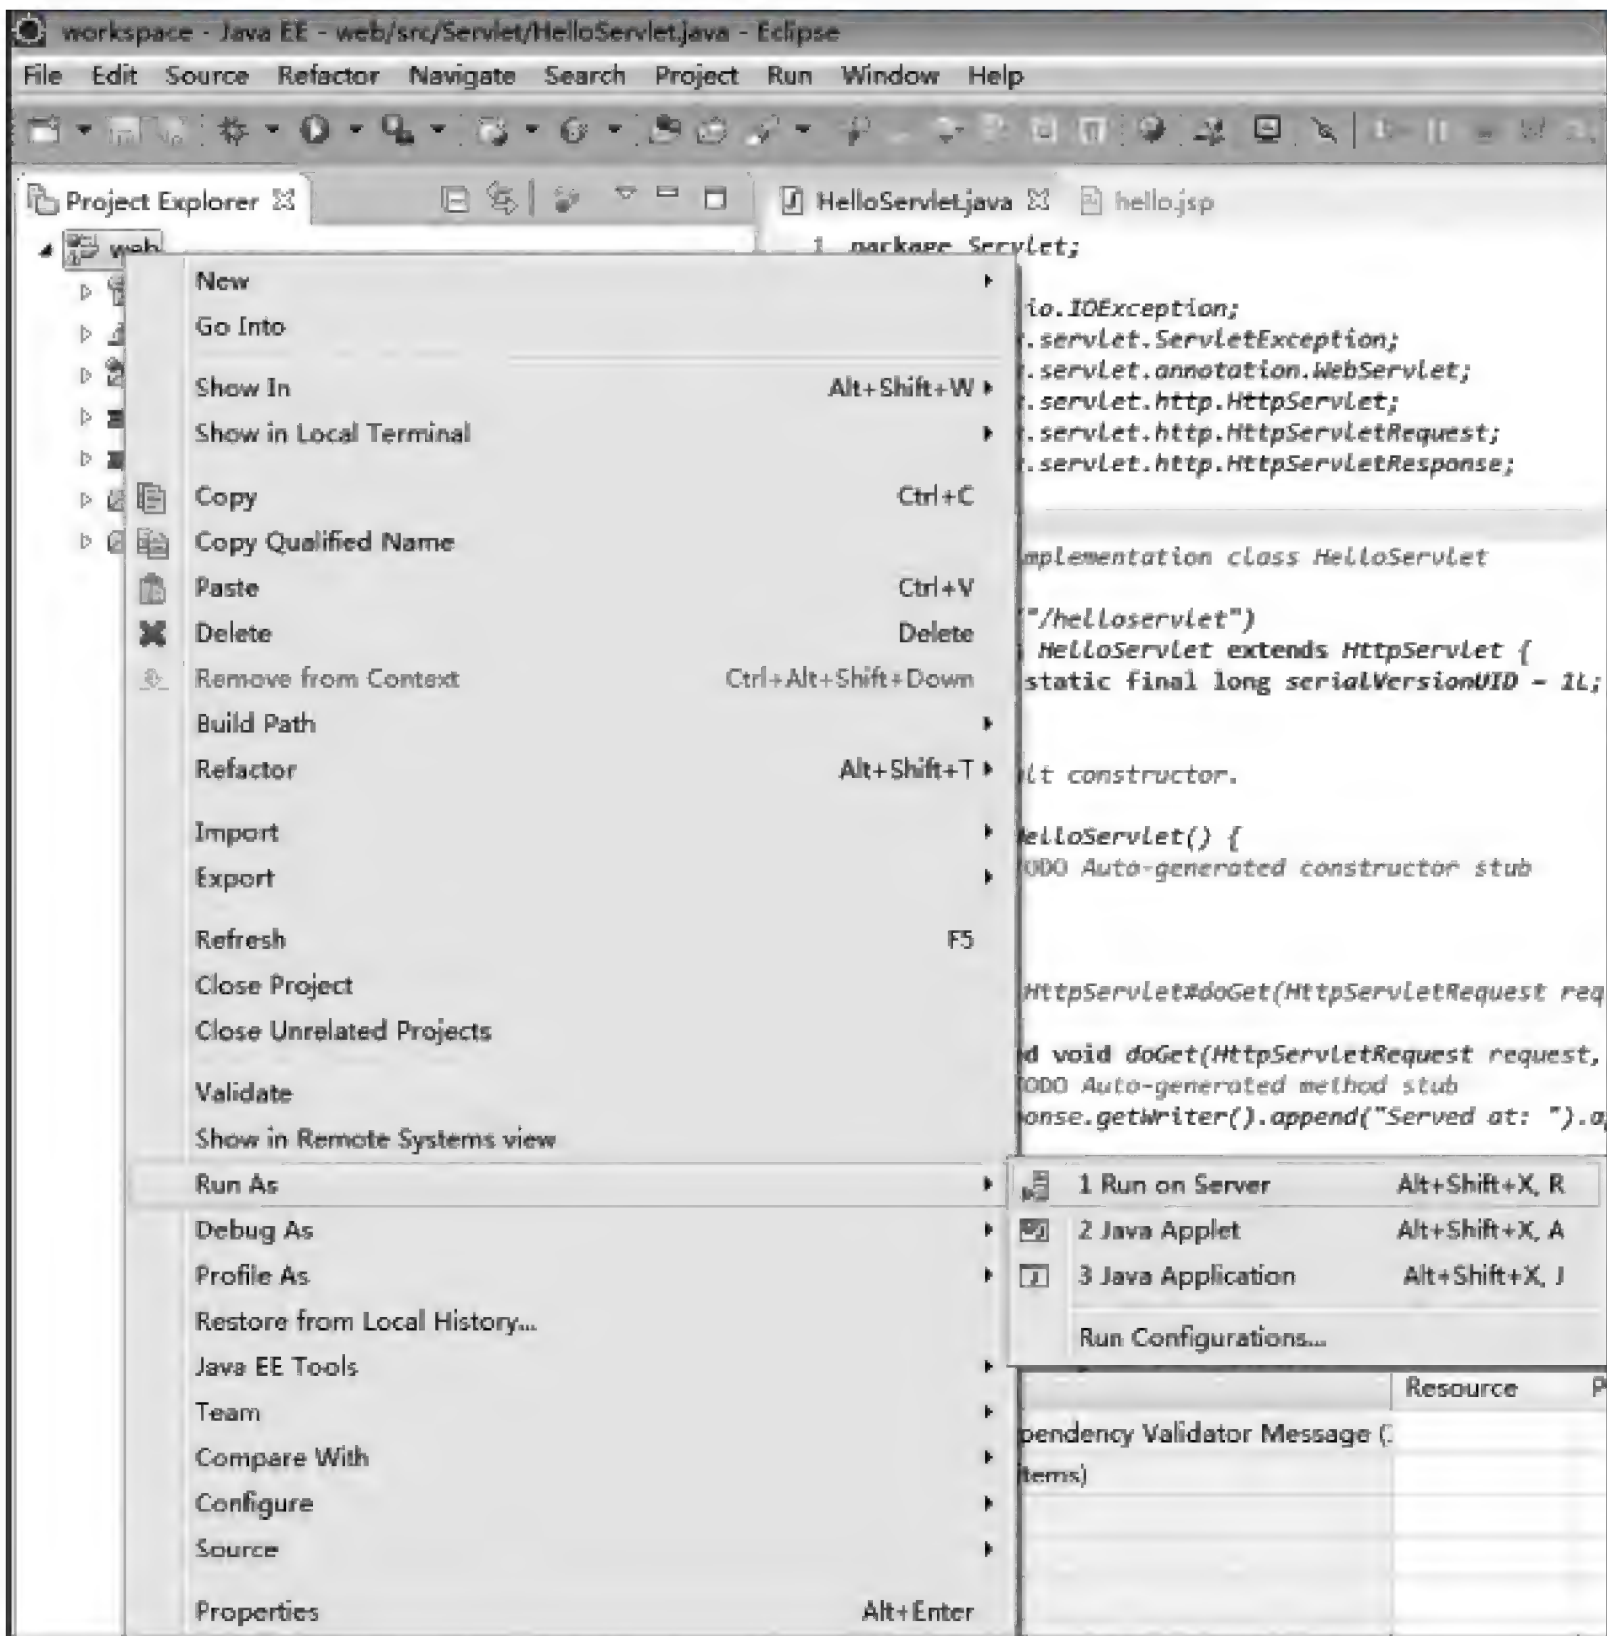 workspace - Java EE - web/src/Servlet/HelloServlet.java - Eclipse
File Edit Source Refactor Navigate Search Project Run Window Help
Project Explorer
HelloServlet.java hello.jsp
web
1 package Servlet;
New
Go Into
Show In Alt+Shift+W
Show in Local Terminal
Copy Ctrl+C
Copy Qualified Name
Paste Ctrl+V
Delete Delete
Remove from Context Ctrl+Alt+Shift+Down
Build Path
Refactor Alt+Shift+T
Import
Export
Refresh F5
Close Project
Close Unrelated Projects
Validate
Show in Remote Systems view
Run As
Debug As
Profile As
Restore from Local History...
Java EE Tools
Team
Compare With
Configure
Source
Properties Alt+Enter
io.IOException;
.servlet.ServletException;
.servlet.annotation.WebServlet;
.servlet.http.HttpServlet;
.servlet.http.HttpServletRequest;
.servlet.http.HttpServletResponse;
mplementation class HelloServlet
"/helloservlet")
HelloServlet extends HttpServlet {
static final long serialVersionUID = 1L;
lt constructor.
elloServlet() {
ODO Auto-generated constructor stub
HttpServlet#doGet(HttpServletRequest req
d void doGet(HttpServletRequest request,
ODO Auto-generated method stub
onse.getWriter().append("Served at: ").a
1 Run on Server Alt+Shift+X, R
2 Java Applet Alt+Shift+X, A
3 Java Application Alt+Shift+X, J
Run Configurations...
Resource P
pendency Validator Message (
tems)